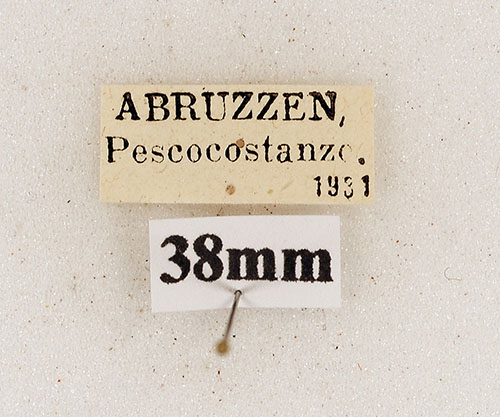 ABRUZZEN,
Pescocostanzo.
1931
38mm